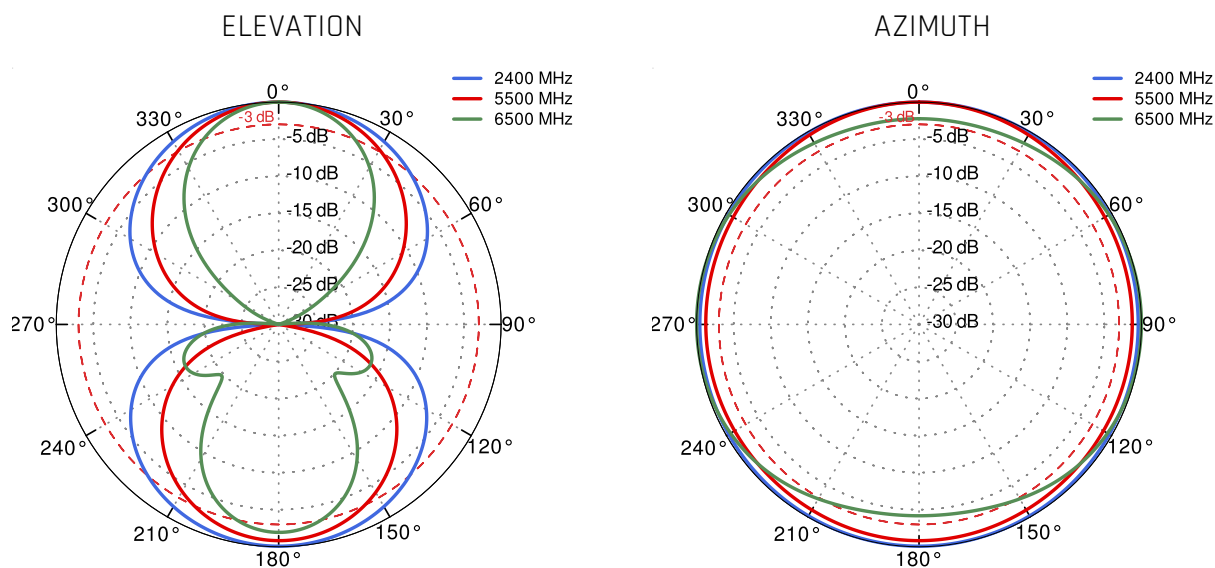 ELEVATION
2400 MHz
5500 MHz
6500 MHz
0°
-3 dB
330°
30°
-5 dB
-10 dB
300°
60°
-15 dB
-20 dB
-25 dB
-30 dB
270°
90°
240°
120°
210°
150°
180°
AZIMUTH
2400 MHz
5500 MHz
6500 MHz
0°
-3 dB
330°
30°
-5 dB
-10 dB
300°
60°
-15 dB
-20 dB
-25 dB
-30 dB
270°
90°
240°
120°
210°
150°
180°